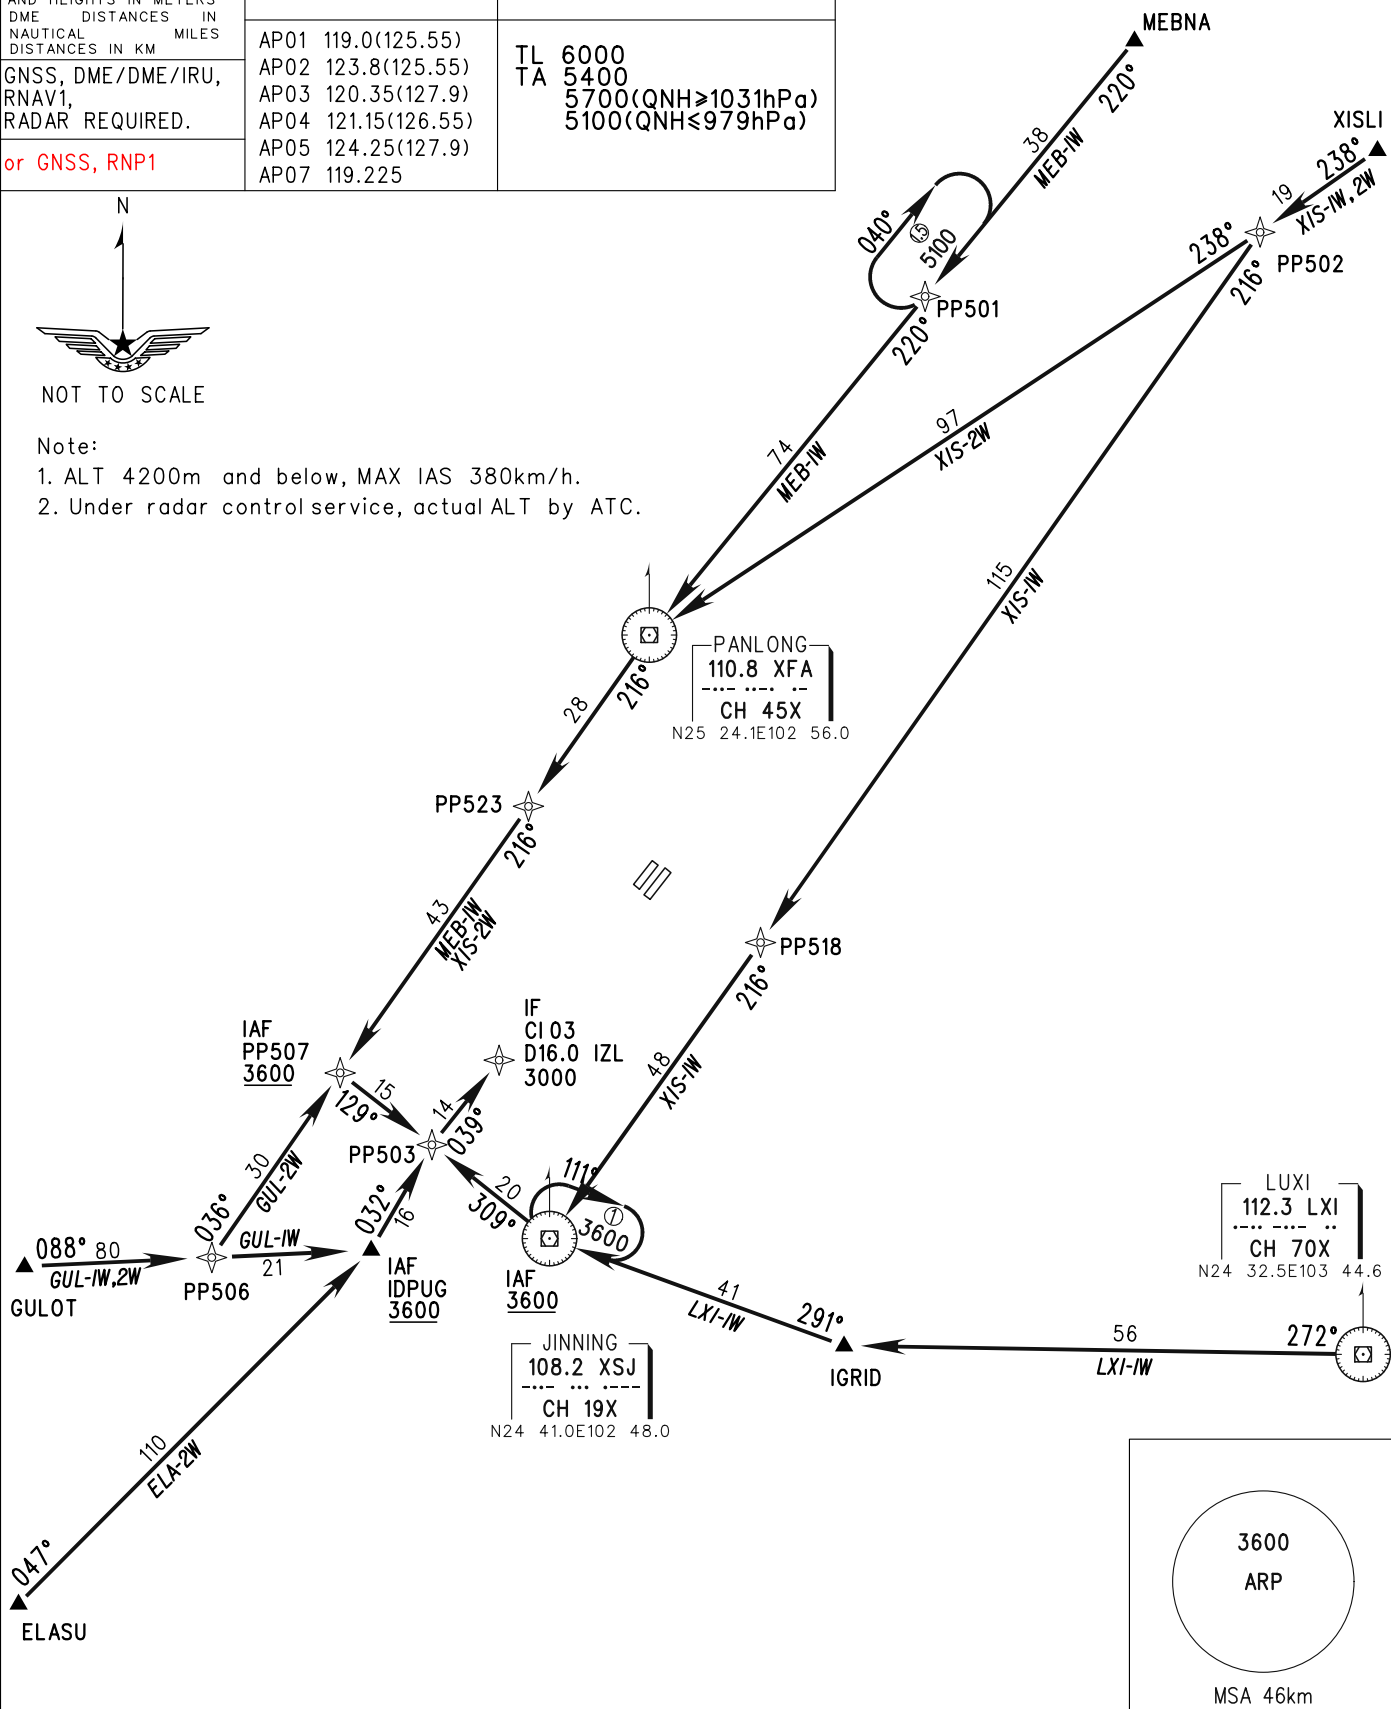 AND HEIGHTS IN METERS
DME DISTANCES IN
NAUTICAL MILES
DISTANCES IN KM
GNSS, DME/DME/IRU,
RNAV1,
RADAR REQUIRED.
or GNSS, RNP1
AP01 119.0(125.55)
AP02 123.8(125.55)
AP03 120.35(127.9)
AP04 121.15(126.55)
AP05 124.25(127.9)
AP07 119.225
TL 6000
TA 5400
5700(QNH≥1031hPa)
5100(QNH≤979hPa)
MEBNA
220°
38
MEB-1W
XISLI
238°
19
XIS-1W,2W
PP502
238°
216°
N
NOT TO SCALE
040°
1.5
5100
PP501
220°
Note:
1. ALT 4200m and below, MAX IAS 380km/h.
2. Under radar control service, actual ALT by ATC.
74
MEB-1W
97
XIS-2W
115
XIS-1W
PANLONG
110.8 XFA
-··- ··-· ·-
CH 45X
N25 24.1E102 56.0
216°
28
PP523
216°
43
MEB-1W
XIS-2W
PP518
216°
48
XIS-1W
IAF
PP507
3600
IF
CI03
D16.0 IZL
3000
15
129°
14
039°
PP503
30
GUL-2W
036°
20
309°
111°
1
3600
032°
16
088° 80
GUL-1W,2W
GULOT
PP506
GUL-1W
21
IAF
IDPUG
3600
IAF
3600
JINNING
108.2 XSJ
-··- ··· ·---
CH 19X
N24 41.0E102 48.0
41
LXI-1W
291°
IGRID
56
LXI-1W
272°
LUXI
112.3 LXI
·-·· -··- ··
CH 70X
N24 32.5E103 44.6
110
ELA-2W
047°
ELASU
3600
ARP
MSA 46km